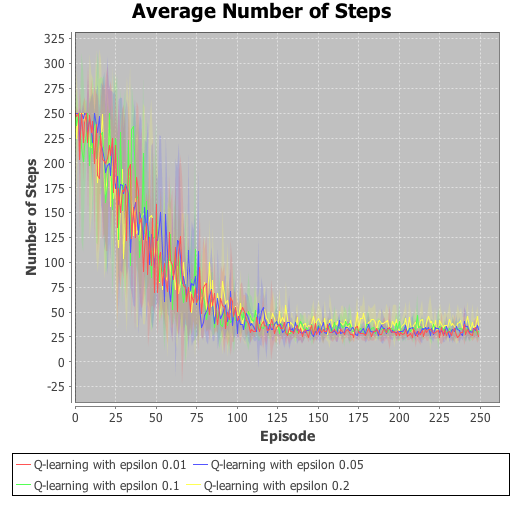 Average Number of Steps
325
300
275
250
225
200
175
150
125
100
75
50
25
0
-25
Number of Steps
0 25 50 75 100 125 150 175 200 225 250
Episode
Q-learning with epsilon 0.01 Q-learning with epsilon 0.05
Q-learning with epsilon 0.1 Q-learning with epsilon 0.2